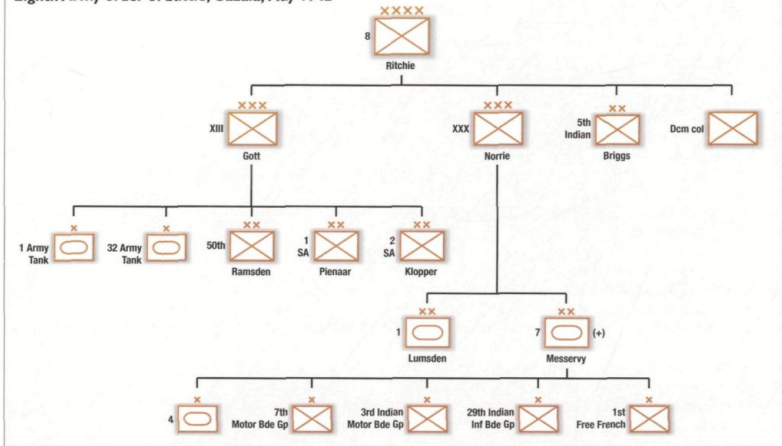 Eighth Army Order of Battle, Gazala, May 1942
XXXX
8
Ritchie
XXX
XIII
Gott
XXX
XXX
Norrie
XX
5th
Indian
Briggs
Dcm col
X
1 Army
Tank
X
32 Army
Tank
XX
50th
Ramsden
XX
1
SA
Pienaar
XX
2
SA
Klopper
XX
1
Lumsden
XX
7
(+)
Messervy
X
4
X
7th
Motor Bde Gp
X
3rd Indian
Motor Bde Gp
X
29th Indian
Inf Bde Gp
X
1st
Free French